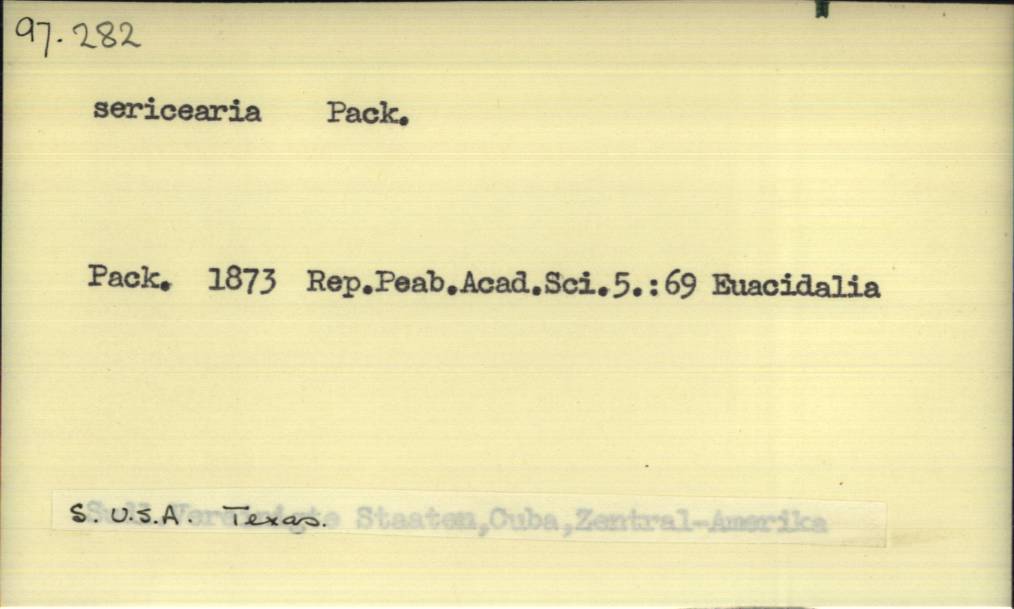 97.282
sericearia Pack.
Pack. 1873 Rep.Peab.Acad.Sci.5.:69 Euacidalia
S. U.S.A. Texas.
Staaten,Cuba,Zentral-Amerika